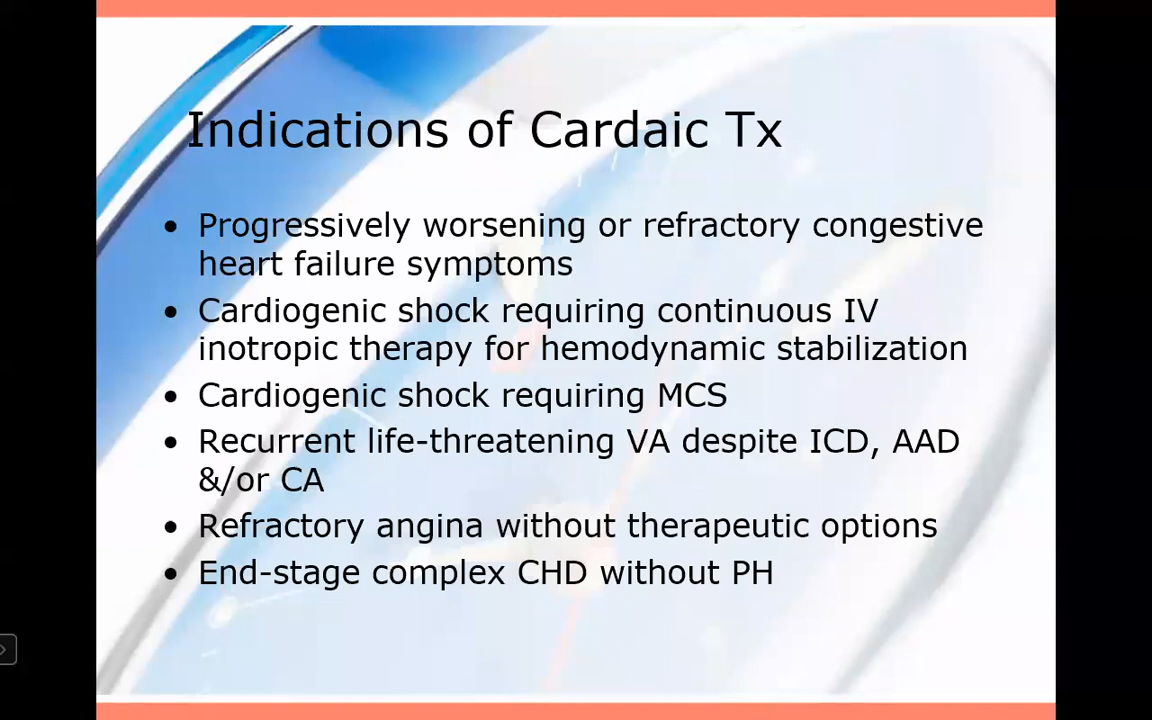 Indications of Cardaic Tx
• Progressively worsening or refractory congestive
heart failure symptoms
• Cardiogenic shock requiring continuous IV
inotropic therapy for hemodynamic stabilization
• Cardiogenic shock requiring MCS
• Recurrent life-threatening VA despite ICD, AAD
&/or CA
• Refractory angina without therapeutic options
• End-stage complex CHD without PH